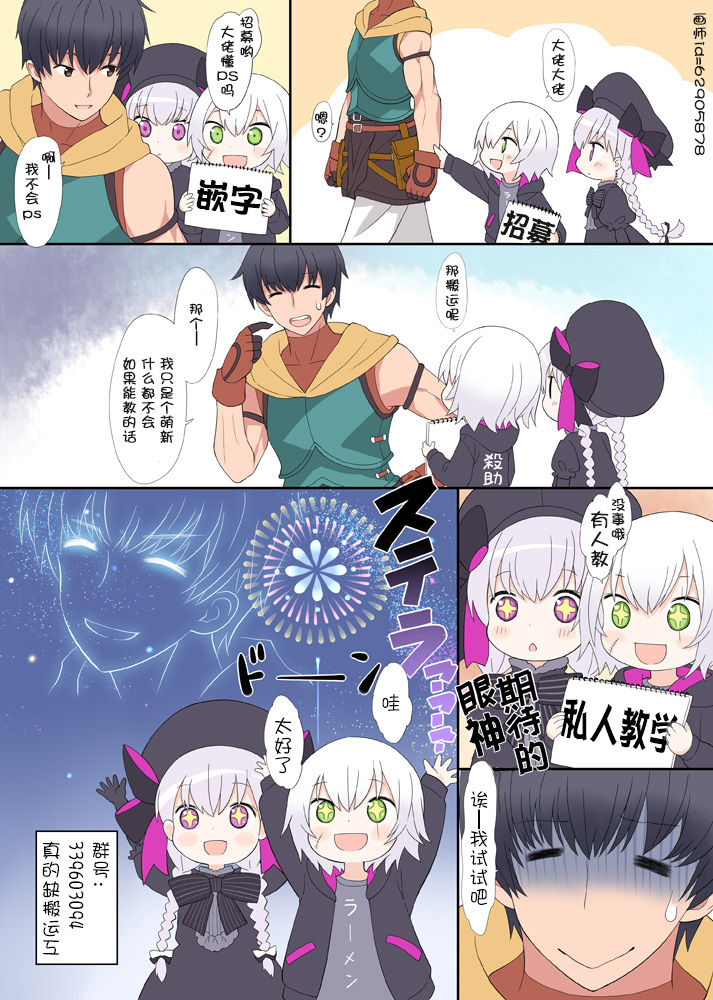 画师id=62905878
大佬大佬
嗯？
招募
招募哟
大佬懂
ps吗
嵌字
啊—
我不会
ps
那搬运呢
那个—
我只是个萌新
什么都不会
如果能教的话
殺助
没事哦
有人教
私人教学
期待的
眼神
诶—我试试吧
ステラァァァ
ドーン
哇
太好了
ラーメン
群号：
339603094
真的缺搬运工